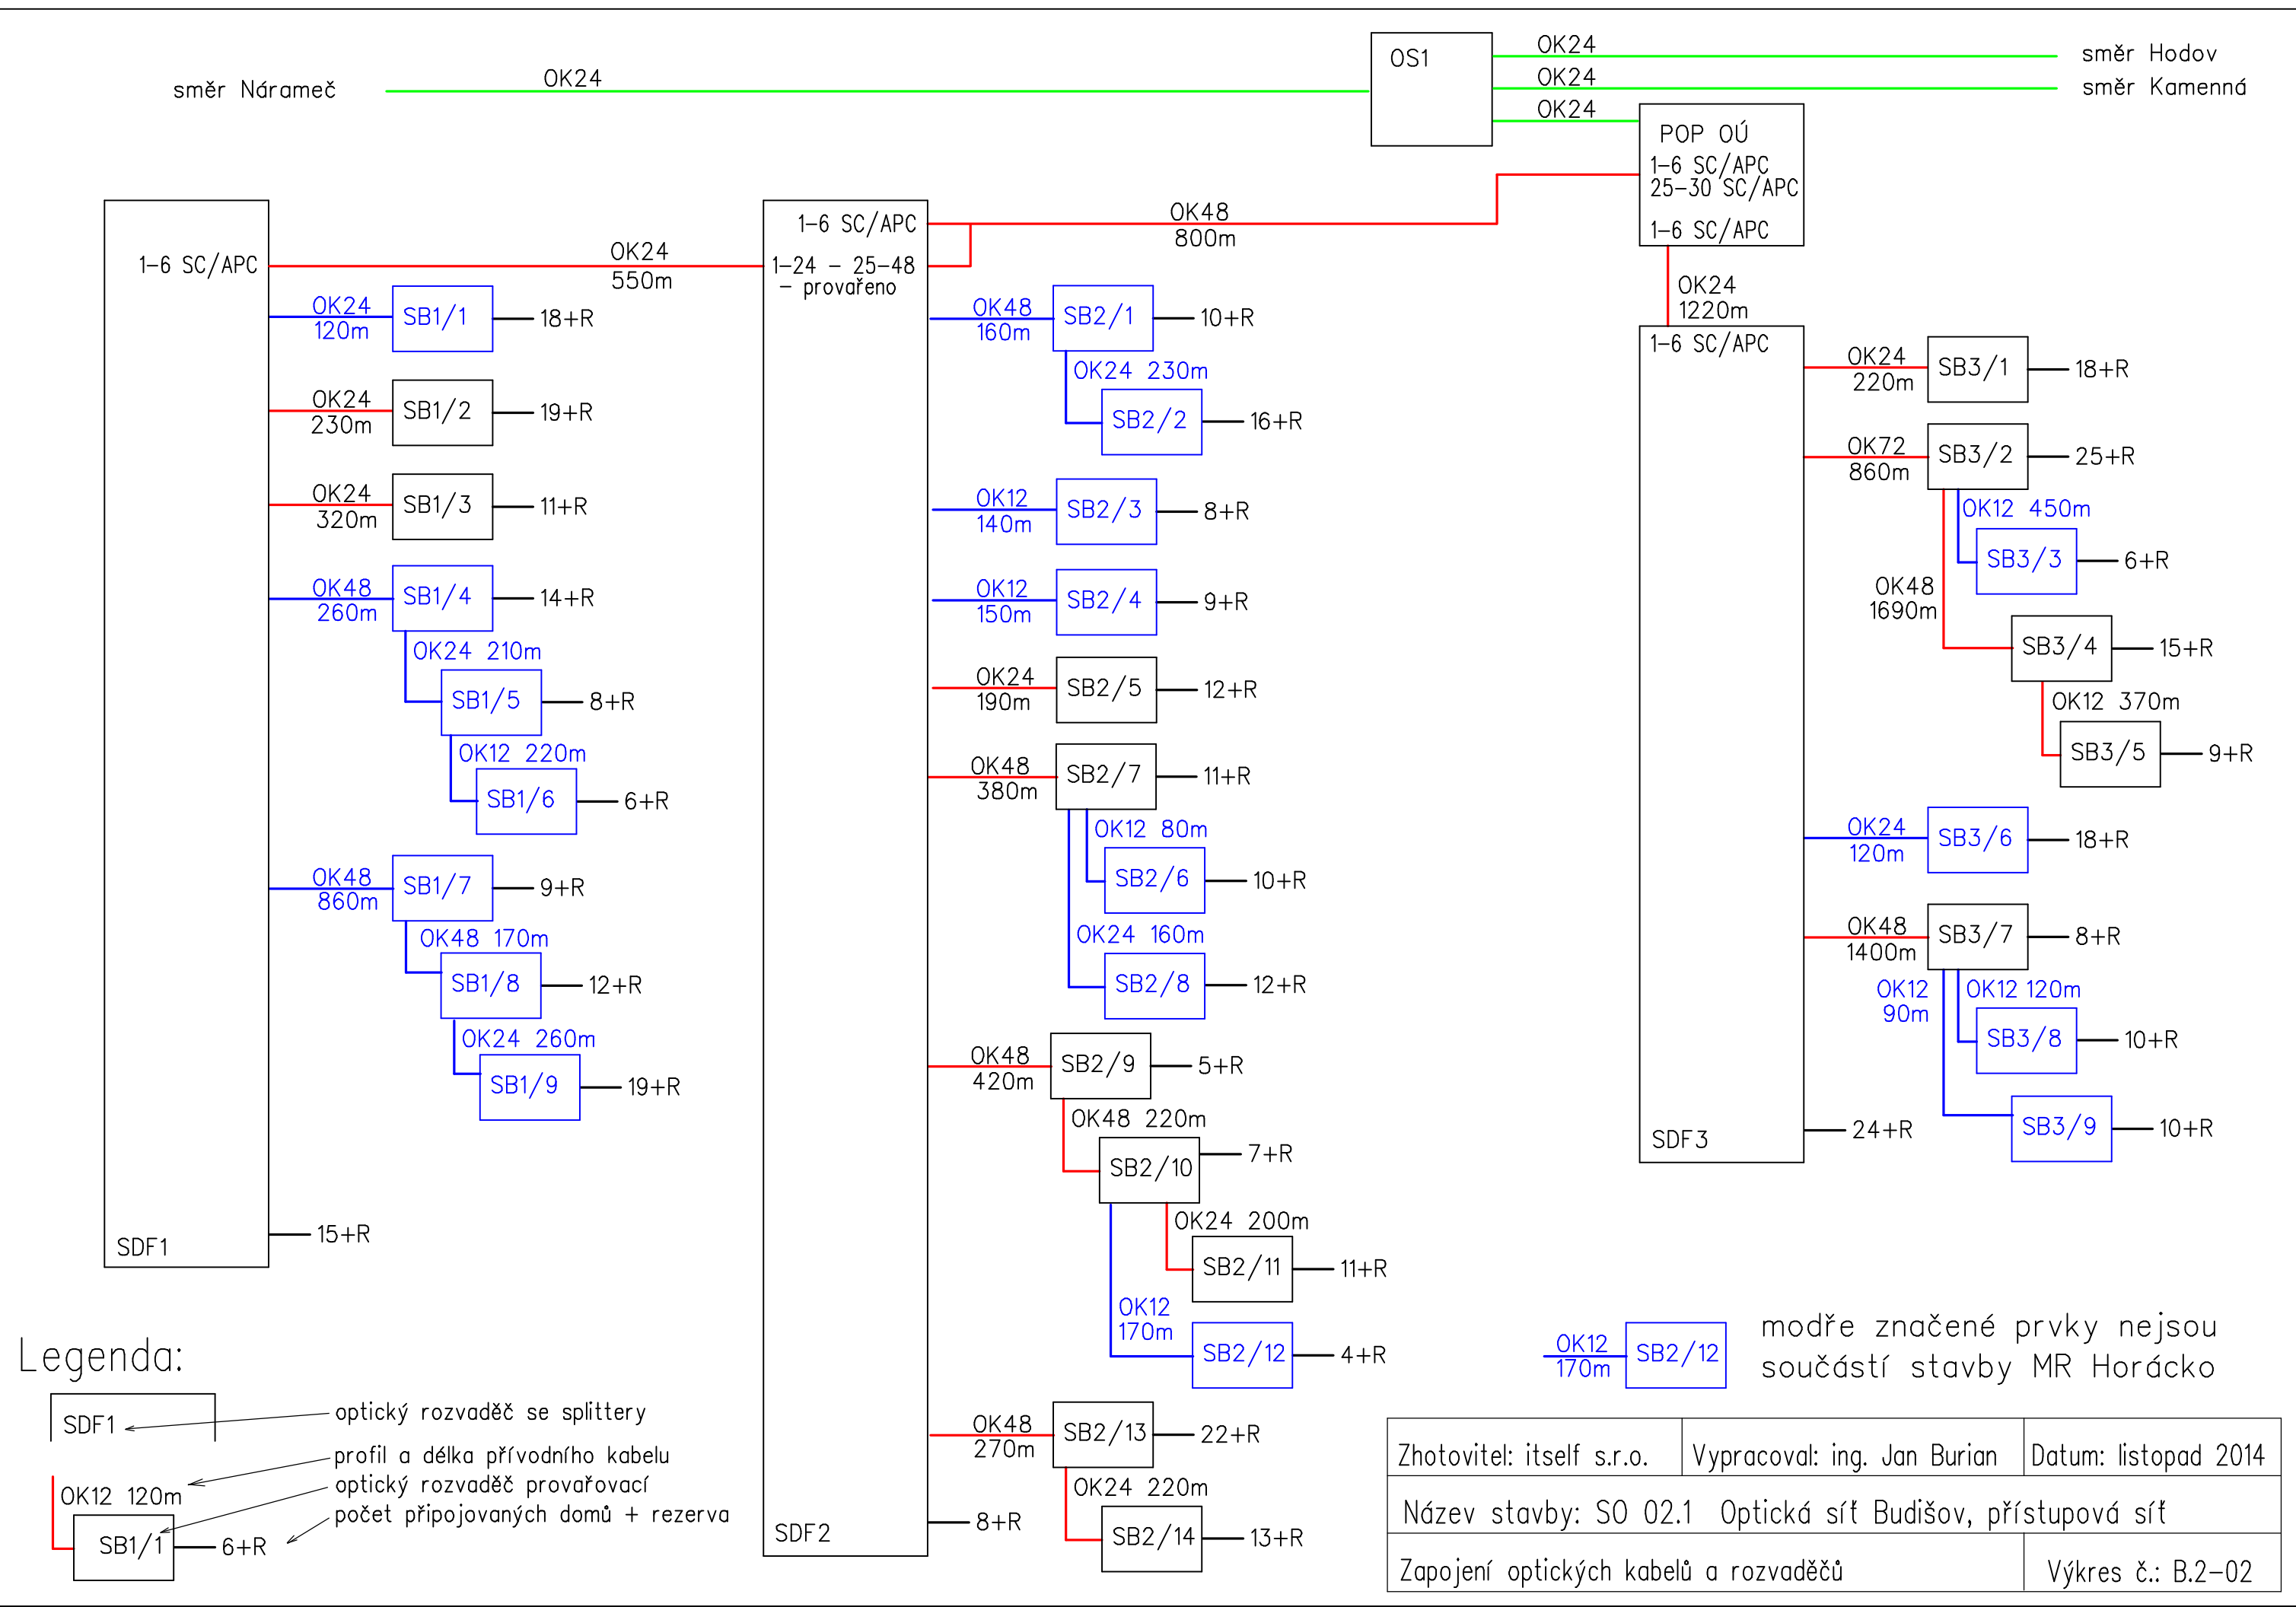 směr Nárameč
OK24
OS1
OK24
směr Hodov
OK24
směr Kamenná
OK24
POP OÚ
1-6 SC/APC
25-30 SC/APC
1-6 SC/APC
OK24
1220m
OK48
800m
1-6 SC/APC
OK24
550m
1-6 SC/APC
1-24 - 25-48
- provařeno
OK24
120m
SB1/1
18+R
OK24
230m
SB1/2
19+R
OK24
320m
SB1/3
11+R
OK48
260m
SB1/4
14+R
OK24 210m
SB1/5
8+R
OK12 220m
SB1/6
6+R
OK48
860m
SB1/7
9+R
OK48 170m
SB1/8
12+R
OK24 260m
SB1/9
19+R
15+R
SDF1
OK48
160m
SB2/1
10+R
OK24 230m
SB2/2
16+R
OK12
140m
SB2/3
8+R
OK12
150m
SB2/4
9+R
OK24
190m
SB2/5
12+R
OK48
380m
SB2/7
11+R
OK12 80m
SB2/6
10+R
OK24 160m
SB2/8
12+R
OK48
420m
SB2/9
5+R
OK48 220m
SB2/10
7+R
OK24 200m
SB2/11
11+R
OK12
170m
SB2/12
4+R
OK48
270m
SB2/13
22+R
OK24 220m
SB2/14
13+R
8+R
SDF2
1-6 SC/APC
OK24
220m
SB3/1
18+R
OK72
860m
SB3/2
25+R
OK12 450m
SB3/3
6+R
OK48
1690m
SB3/4
15+R
OK12 370m
SB3/5
9+R
OK24
120m
SB3/6
18+R
OK48
1400m
SB3/7
8+R
OK12
90m
OK12 120m
SB3/8
10+R
SB3/9
10+R
24+R
SDF3
Legenda:
SDF1
optický rozvaděč se splittery
profil a délka přívodního kabelu
optický rozvaděč provařovací
počet připojovaných domů + rezerva
OK12 120m
SB1/1
6+R
OK12
170m
SB2/12
modře značené prvky nejsou
součástí stavby MR Horácko
Zhotovitel: itself s.r.o.
Vypracoval: ing. Jan Burian
Datum: listopad 2014
Název stavby: SO 02.1 Optická síť Budišov, přístupová síť
Zapojení optických kabelů a rozvaděčů
Výkres č.: B.2-02